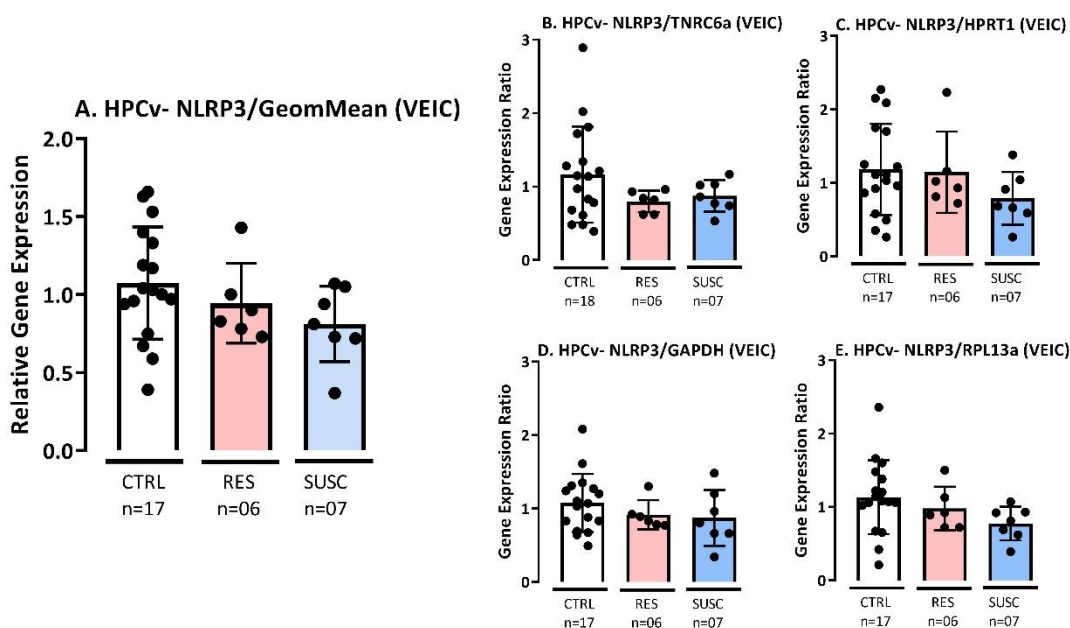 A. HPCv- NLRP3/GeomMean (VEIC)
Relative Gene Expression
2.0
1.5
1.0
0.5
0.0
CTRL
n=17
RES
n=06
SUSC
n=07
B. HPCv- NLRP3/TNRC6a (VEIC)
Gene Expression Ratio
3
2
1
0
CTRL
n=18
RES
n=06
SUSC
n=07
C. HPCv- NLRP3/HPRT1 (VEIC)
Gene Expression Ratio
3
2
1
0
CTRL
n=17
RES
n=06
SUSC
n=07
D. HPCv- NLRP3/GAPDH (VEIC)
Gene Expression Ratio
3
2
1
0
CTRL
n=17
RES
n=06
SUSC
n=07
E. HPCv- NLRP3/RPL13a (VEIC)
Gene Expression Ratio
3
2
1
0
CTRL
n=17
RES
n=06
SUSC
n=07